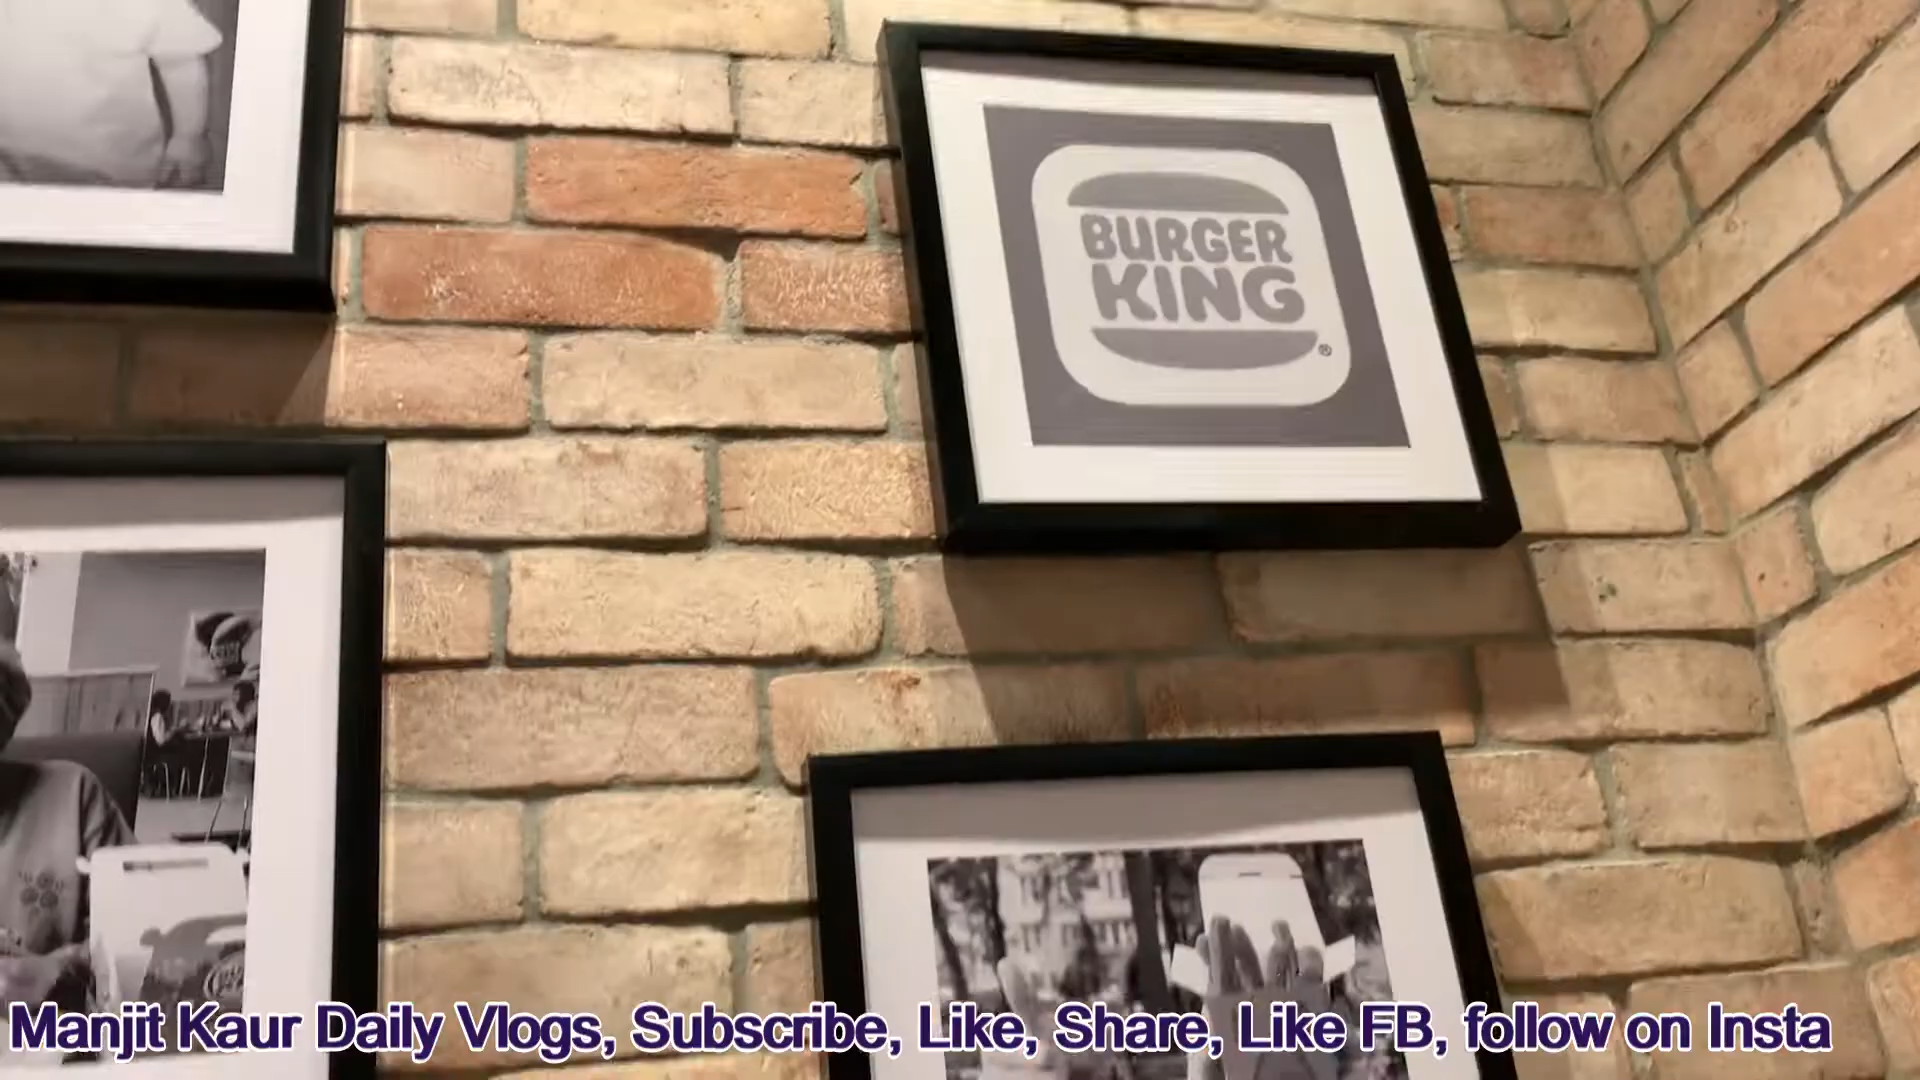 BURGER
KING
®
Manjit Kaur Daily Vlogs, Subscribe, Like, Share, Like FB, follow on Insta